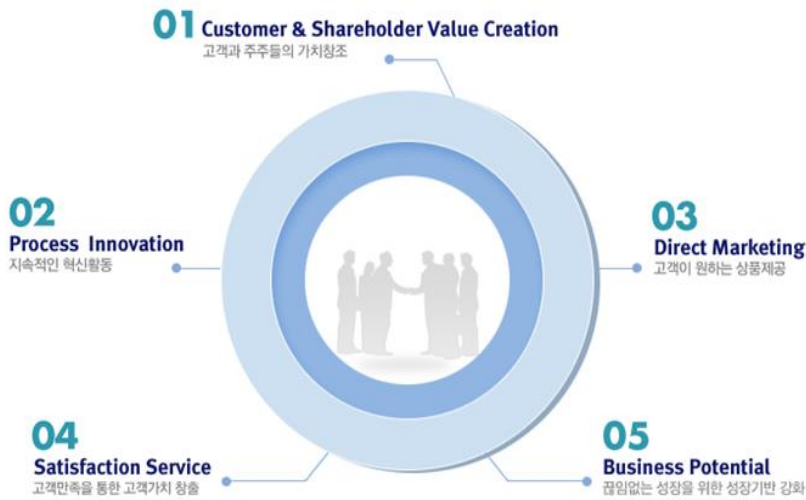 01 Customer & Shareholder Value Creation
고객과 주주들의 가치창조
02
Process Innovation
지속적인 혁신활동
03
Direct Marketing
고객이 원하는 상품제공
04
Satisfaction Service
고객만족을 통한 고객가치 창출
05
Business Potential
끊임없는 성장을 위한 성장기반 강화